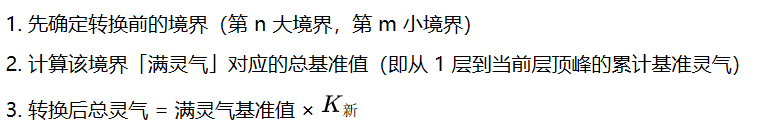 1. 先确定转换前的境界（第 n 大境界，第 m 小境界）
2. 计算该境界「满灵气」对应的总基准值（即从 1 层到当前层顶峰的累计基准灵气）
3. 转换后总灵气 = 满灵气基准值 × K新